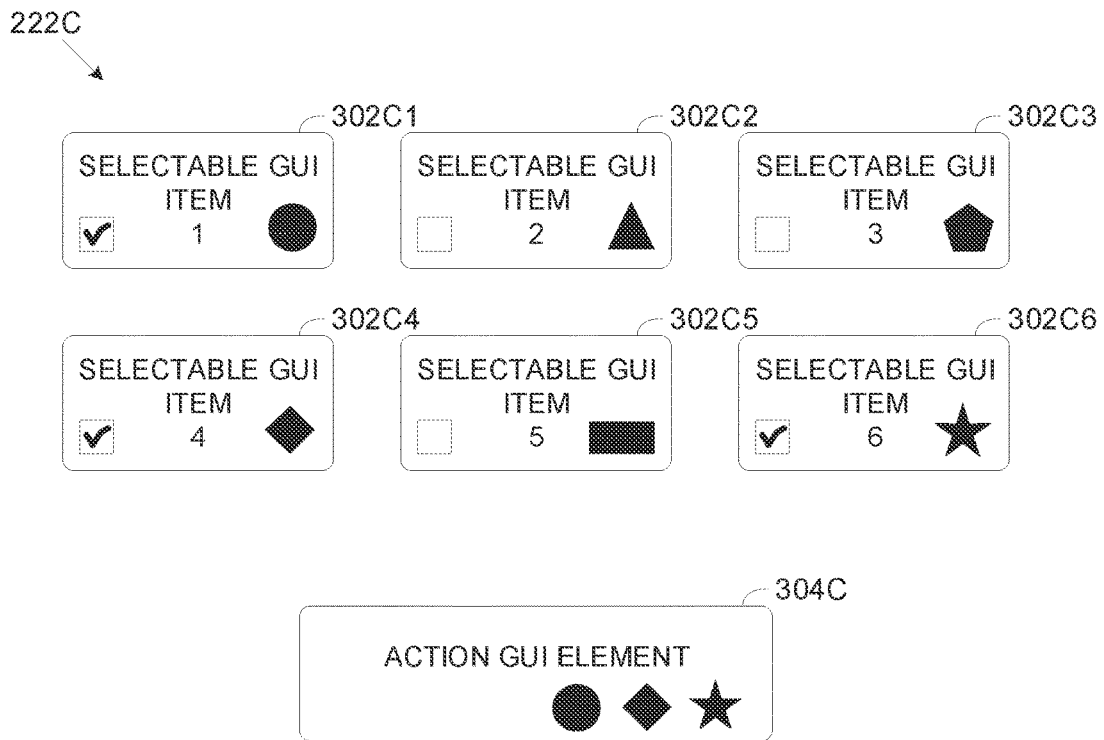 222C
302C1
302C2
302C3
SELECTABLE GUI
ITEM
1
SELECTABLE GUI
ITEM
2
SELECTABLE GUI
ITEM
3
302C4
302C5
302C6
SELECTABLE GUI
ITEM
4
SELECTABLE GUI
ITEM
5
SELECTABLE GUI
ITEM
6
304C
ACTION GUI ELEMENT